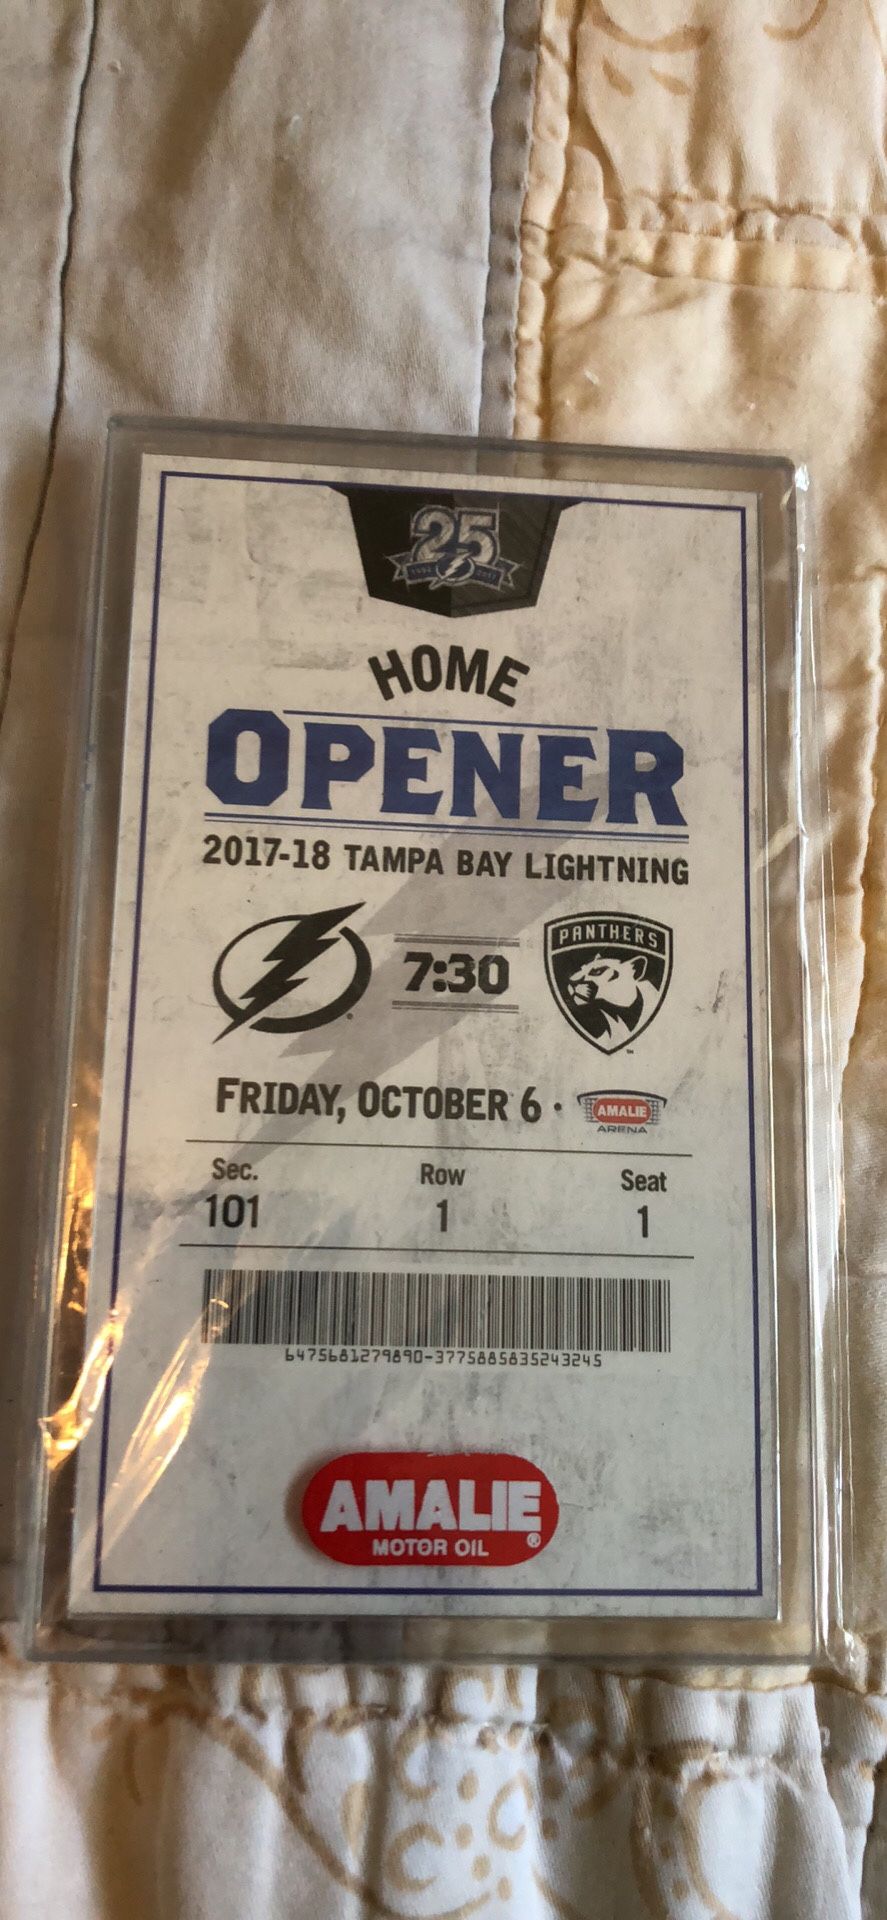 25
HOME
OPENER
2017-18 TAMPA BAY LIGHTNING
7:30
PANTHERS
FRIDAY, OCTOBER 6 · AMALIE
ARENA
Sec. Row Seat
101 1 1
6475681279890-3775885835243245
AMALIE®
MOTOR OIL